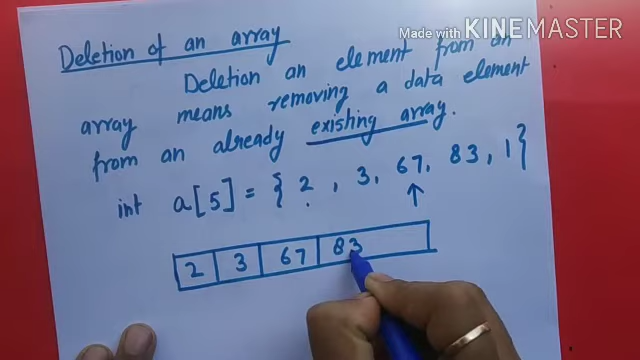 Made with KINEMASTER
Deletion of an array
Deletion an element from an
array means removing a data element
from an already existing array.
int a[5] = { 2 , 3, 67, 83, 1}
2 3 67 83